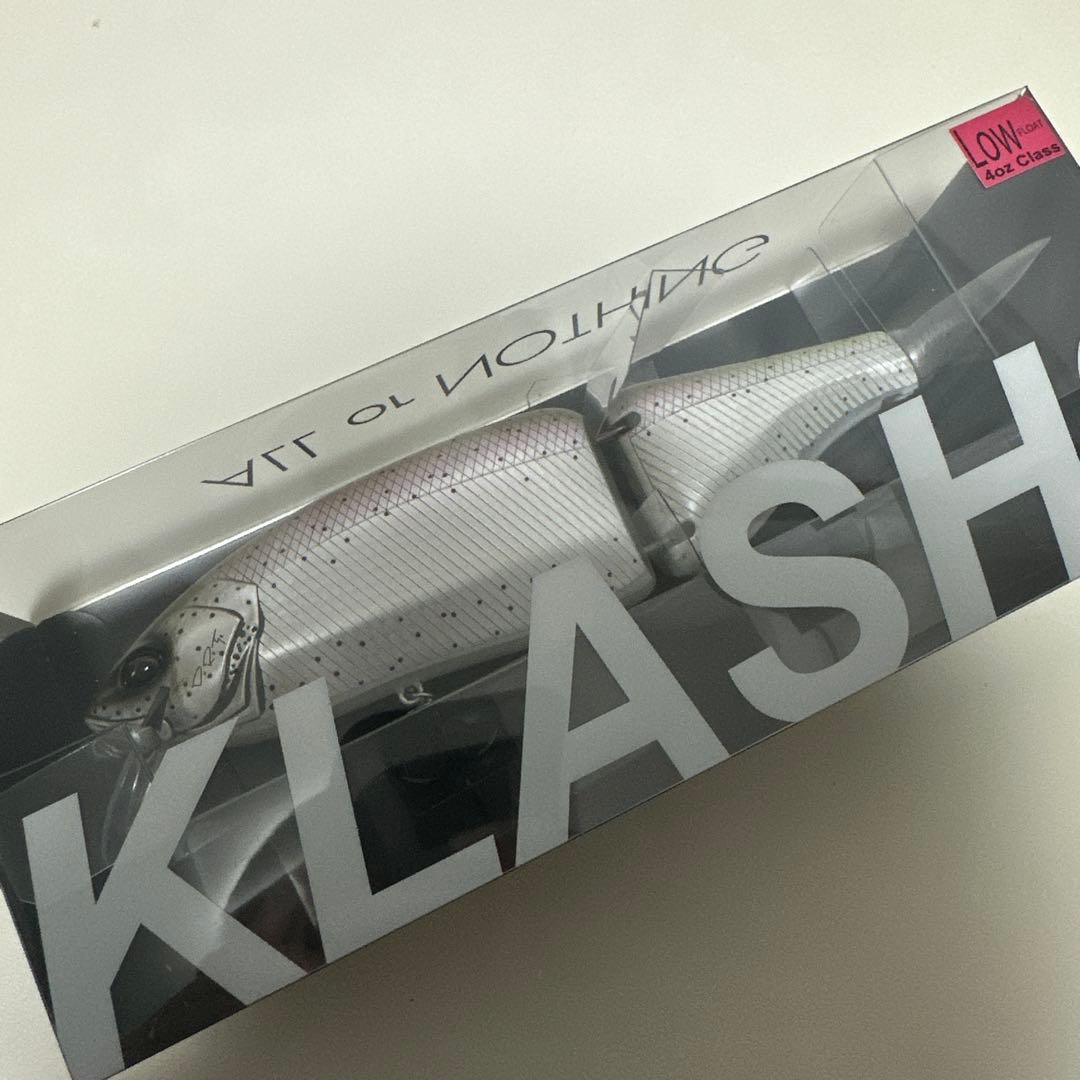 LOW FLOAT
4oz Class
ALL or NOTHING
D.R.T.
KLASH